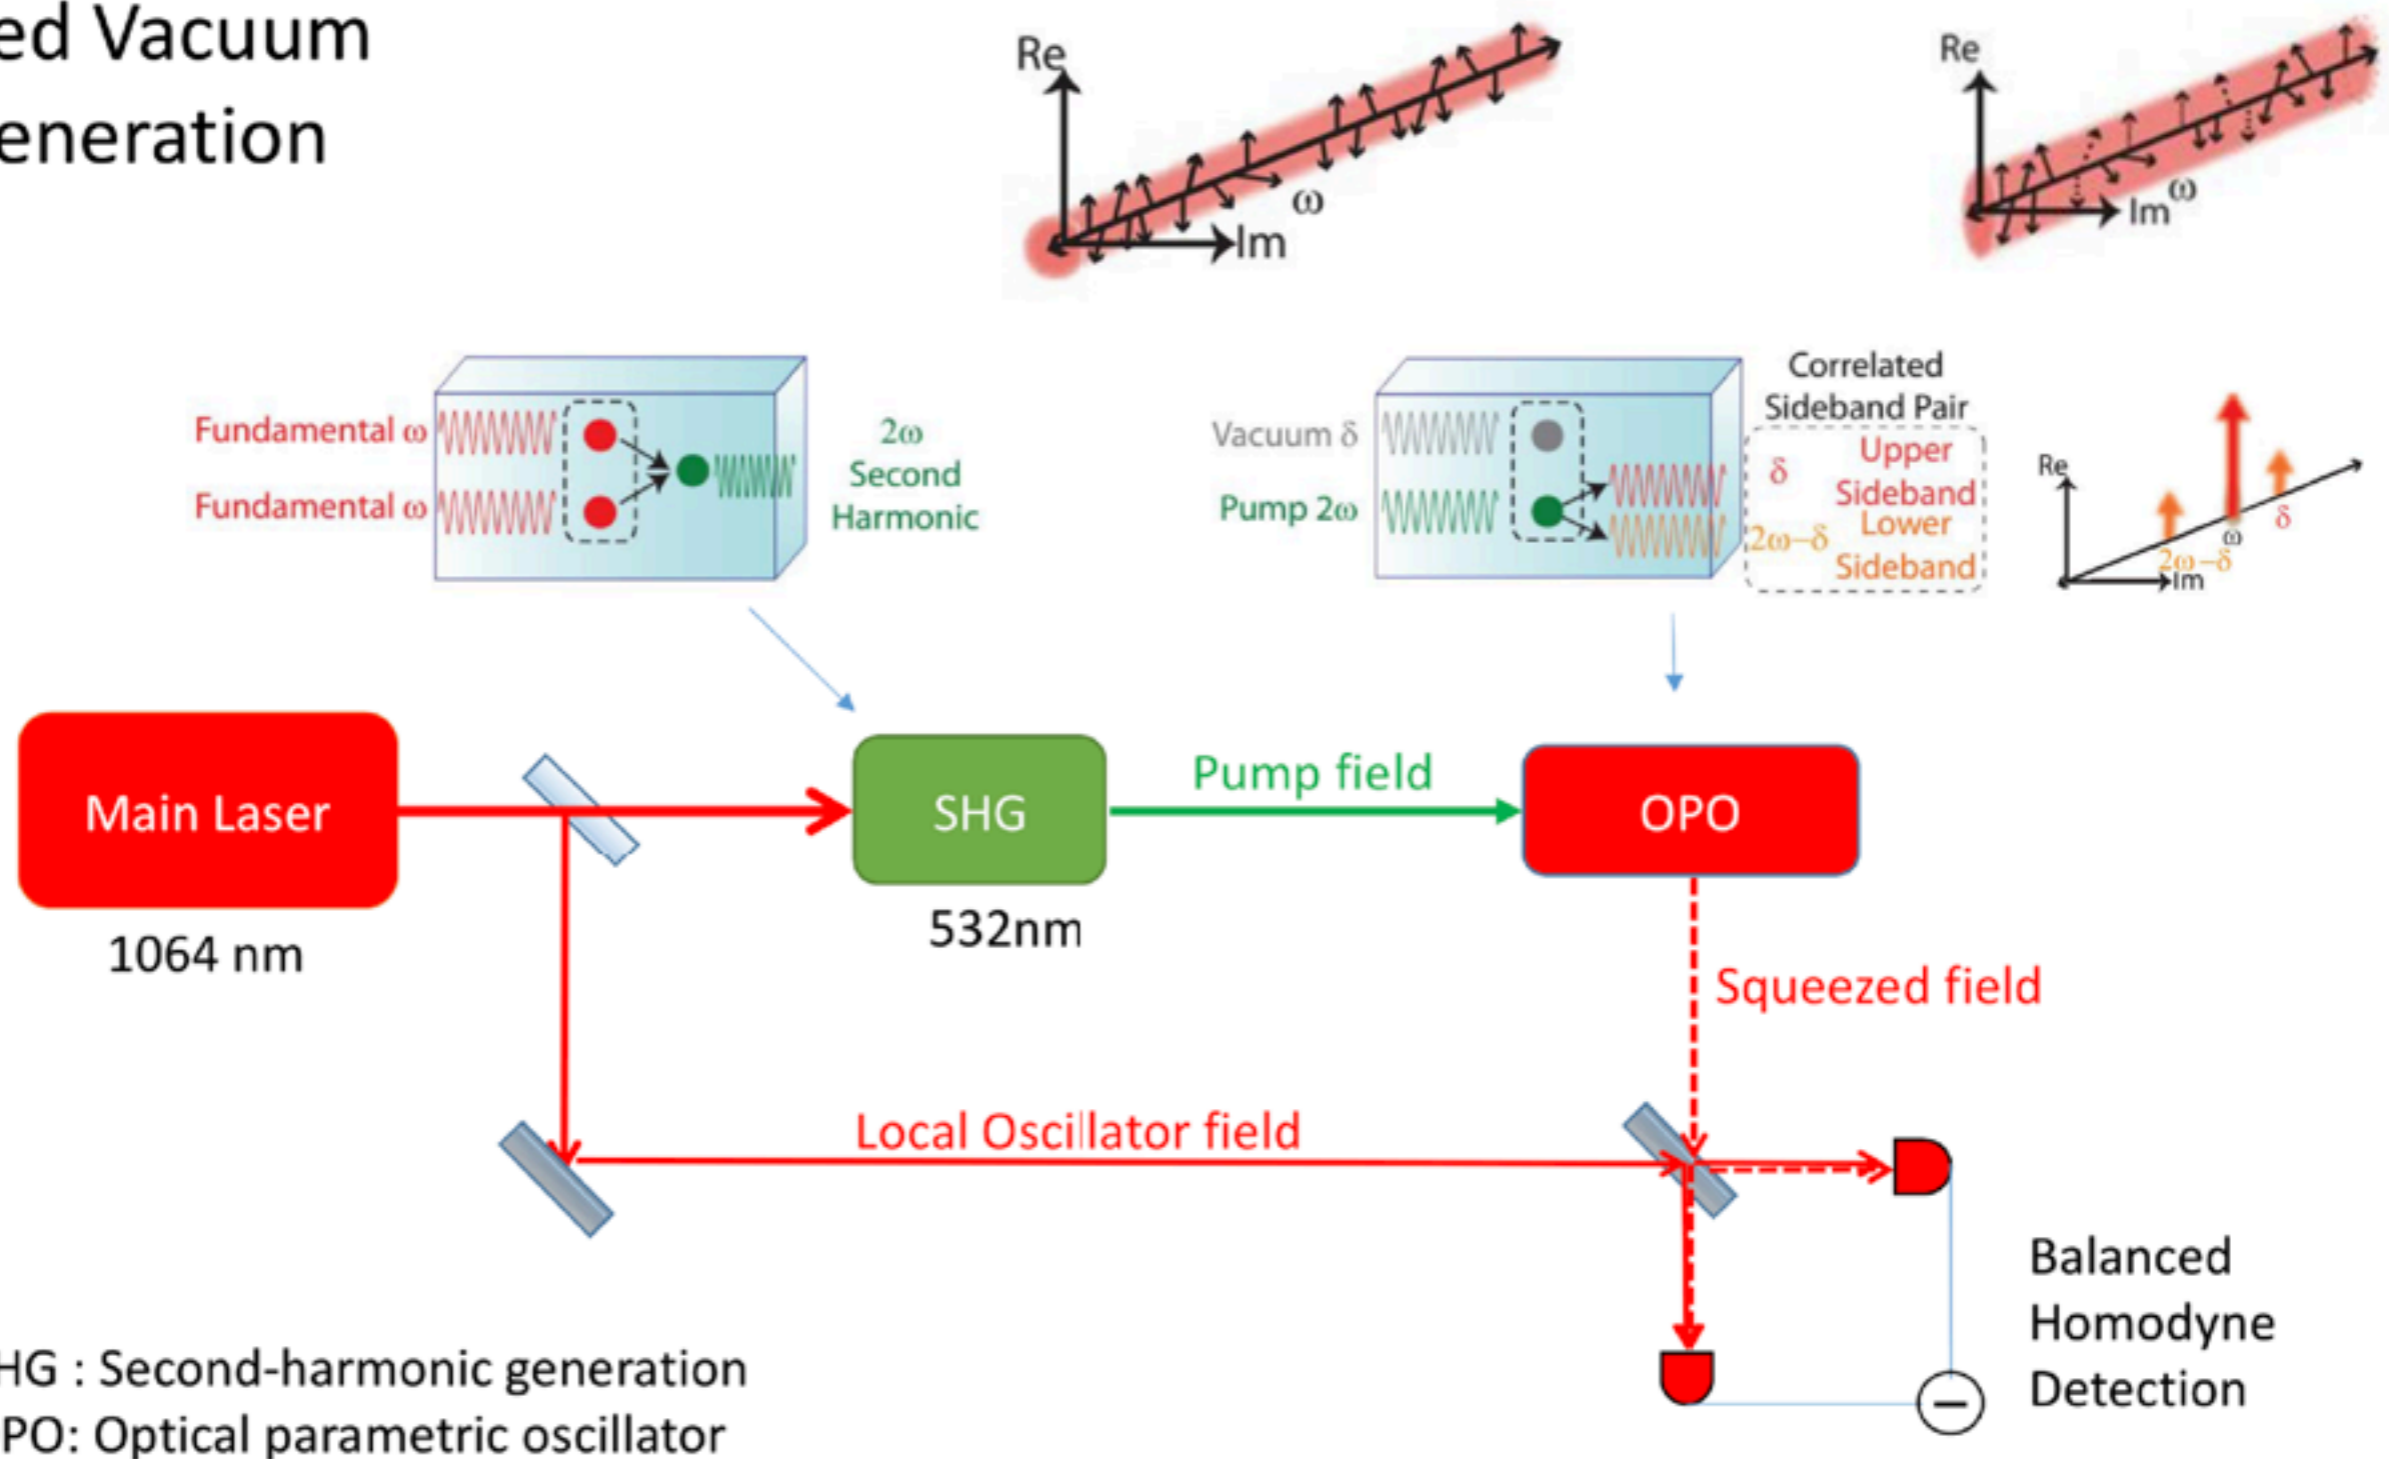 ed Vacuum
eneration
Re
ω
Im
Re
ω
Im
Fundamental ω
Fundamental ω
2ω
Second
Harmonic
Vacuum δ
Pump 2ω
Correlated
Sideband Pair
δ
Upper
Sideband
2ω−δ
Lower
Sideband
Re
ω
δ
2ω−δ
Im
Main Laser
1064 nm
SHG
532nm
Pump field
OPO
Squeezed field
Local Oscillator field
Balanced
Homodyne
Detection
−
HG : Second-harmonic generation
PO: Optical parametric oscillator